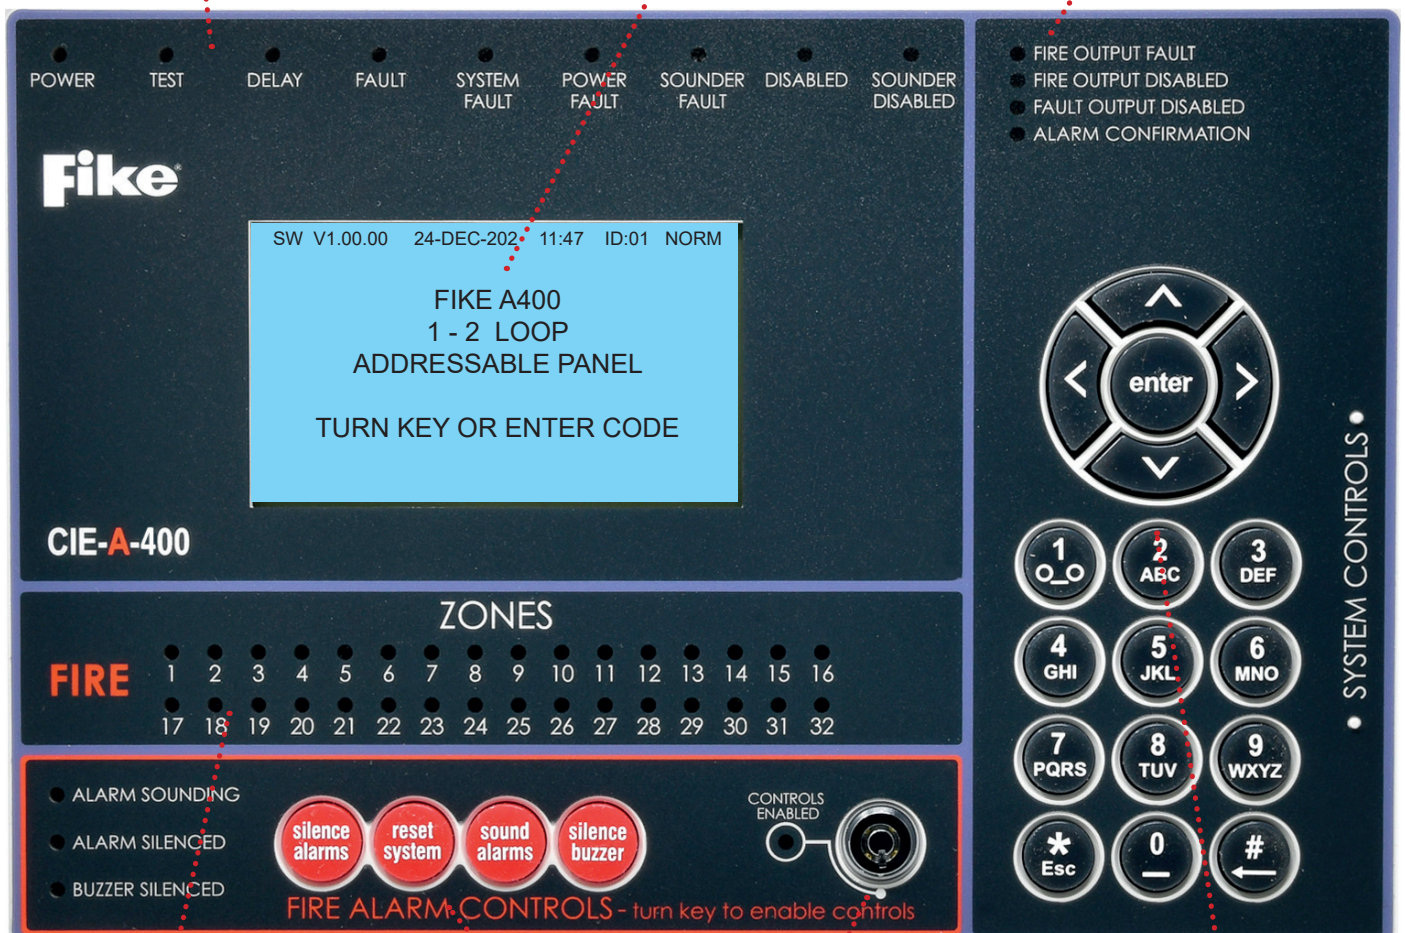 POWER
TEST
DELAY
FAULT
SYSTEM
FAULT
POWER
FAULT
SOUNDER
FAULT
DISABLED
SOUNDER
DISABLED
Fike
SW V1.00.00 24-DEC-202 11:47 ID:01 NORM
FIKE A400
1 - 2 LOOP
ADDRESSABLE PANEL
TURN KEY OR ENTER CODE
CIE-A-400
ZONES
FIRE
1 2 3 4 5 6 7 8 9 10 11 12 13 14 15 16
17 18 19 20 21 22 23 24 25 26 27 28 29 30 31 32
ALARM SOUNDING
ALARM SILENCED
BUZZER SILENCED
silence
alarms
reset
system
sound
alarms
silence
buzzer
CONTROLS
ENABLED
FIRE ALARM CONTROLS - turn key to enable controls
FIRE OUTPUT FAULT
FIRE OUTPUT DISABLED
FAULT OUTPUT DISABLED
ALARM CONFIRMATION
enter
1
2
ABC
3
DEF
4
GHI
5
JKL
6
MNO
7
PQRS
8
TUV
9
WXYZ
*
Esc
0
_
#
SYSTEM CONTROLS